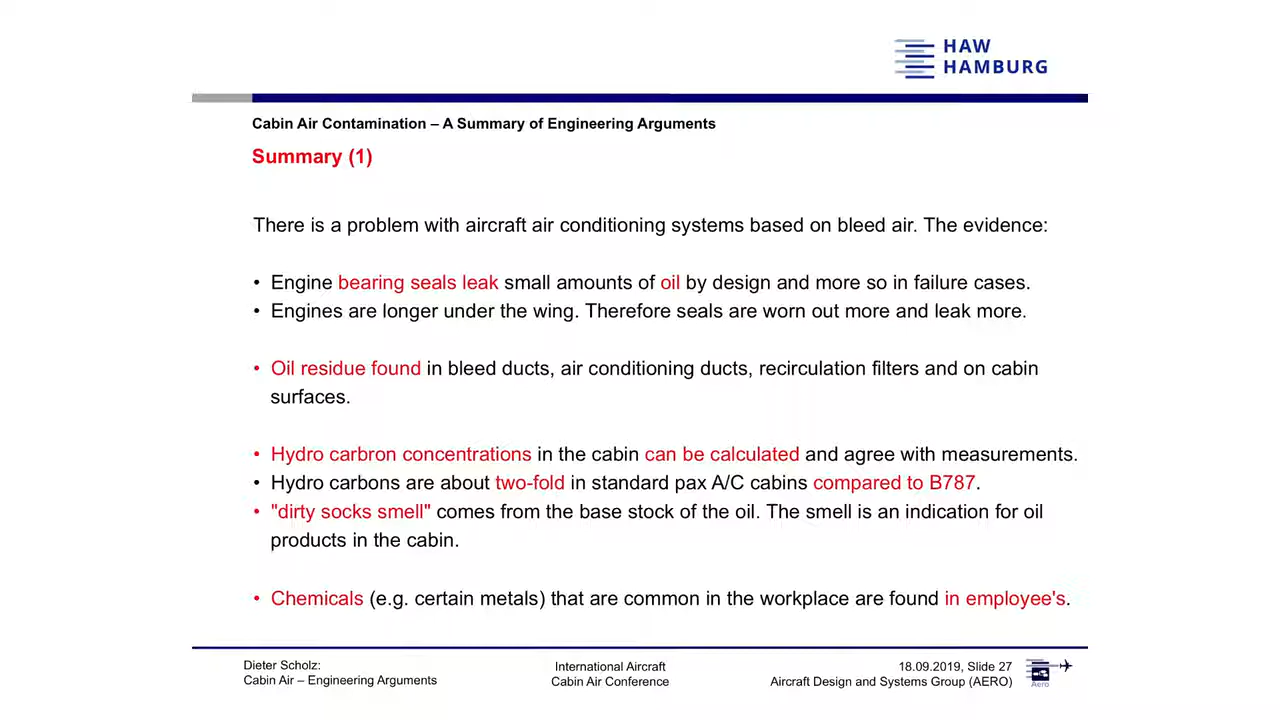 HAW
HAMBURG
Cabin Air Contamination – A Summary of Engineering Arguments
Summary (1)
There is a problem with aircraft air conditioning systems based on bleed air. The evidence:
• Engine bearing seals leak small amounts of oil by design and more so in failure cases.
• Engines are longer under the wing. Therefore seals are worn out more and leak more.
• Oil residue found in bleed ducts, air conditioning ducts, recirculation filters and on cabin
surfaces.
• Hydro carbron concentrations in the cabin can be calculated and agree with measurements.
• Hydro carbons are about two-fold in standard pax A/C cabins compared to B787.
• "dirty socks smell" comes from the base stock of the oil. The smell is an indication for oil
products in the cabin.
• Chemicals (e.g. certain metals) that are common in the workplace are found in employee's.
Dieter Scholz:
Cabin Air – Engineering Arguments
International Aircraft
Cabin Air Conference
18.09.2019, Slide 27
Aircraft Design and Systems Group (AERO)
Aero